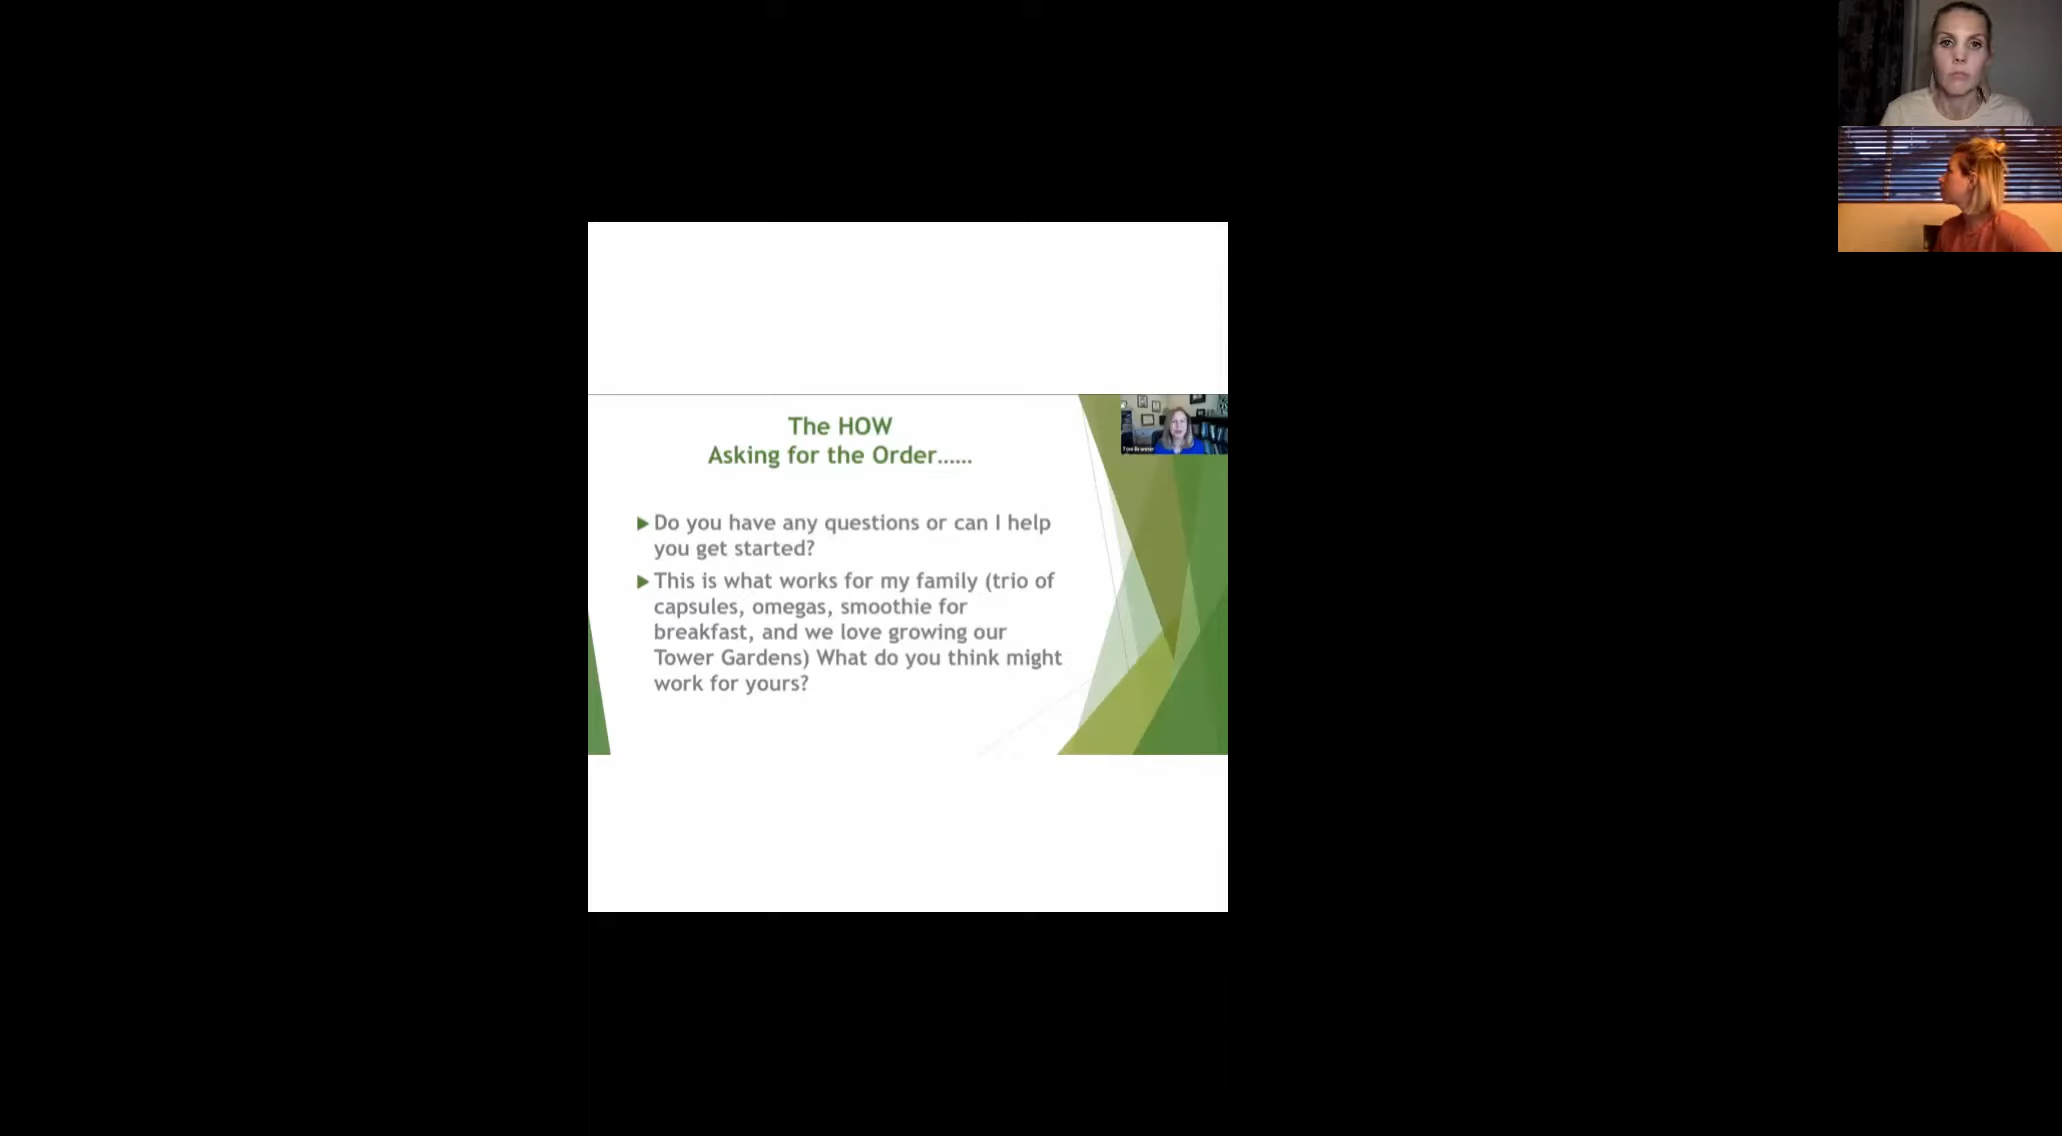 The HOW
Asking for the Order......
Do you have any questions or can I help
you get started?
This is what works for my family (trio of
capsules, omegas, smoothie for
breakfast, and we love growing our
Tower Gardens) What do you think might
work for yours?